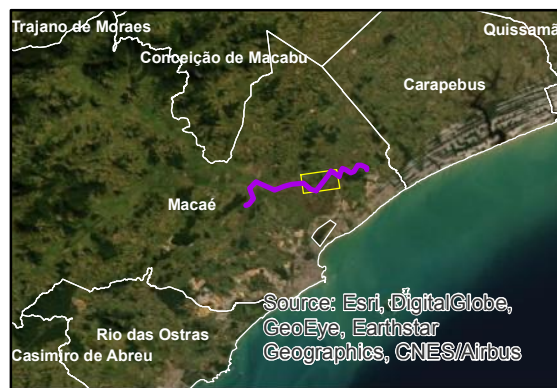 Trajano de Moraes
Quissamã
Conceição de Macabu
Carapebus
Macaé
Rio das Ostras
Casimiro de Abreu
Source: Esri, DigitalGlobe,
GeoEye, Earthstar
Geographics, CNES/Airbus